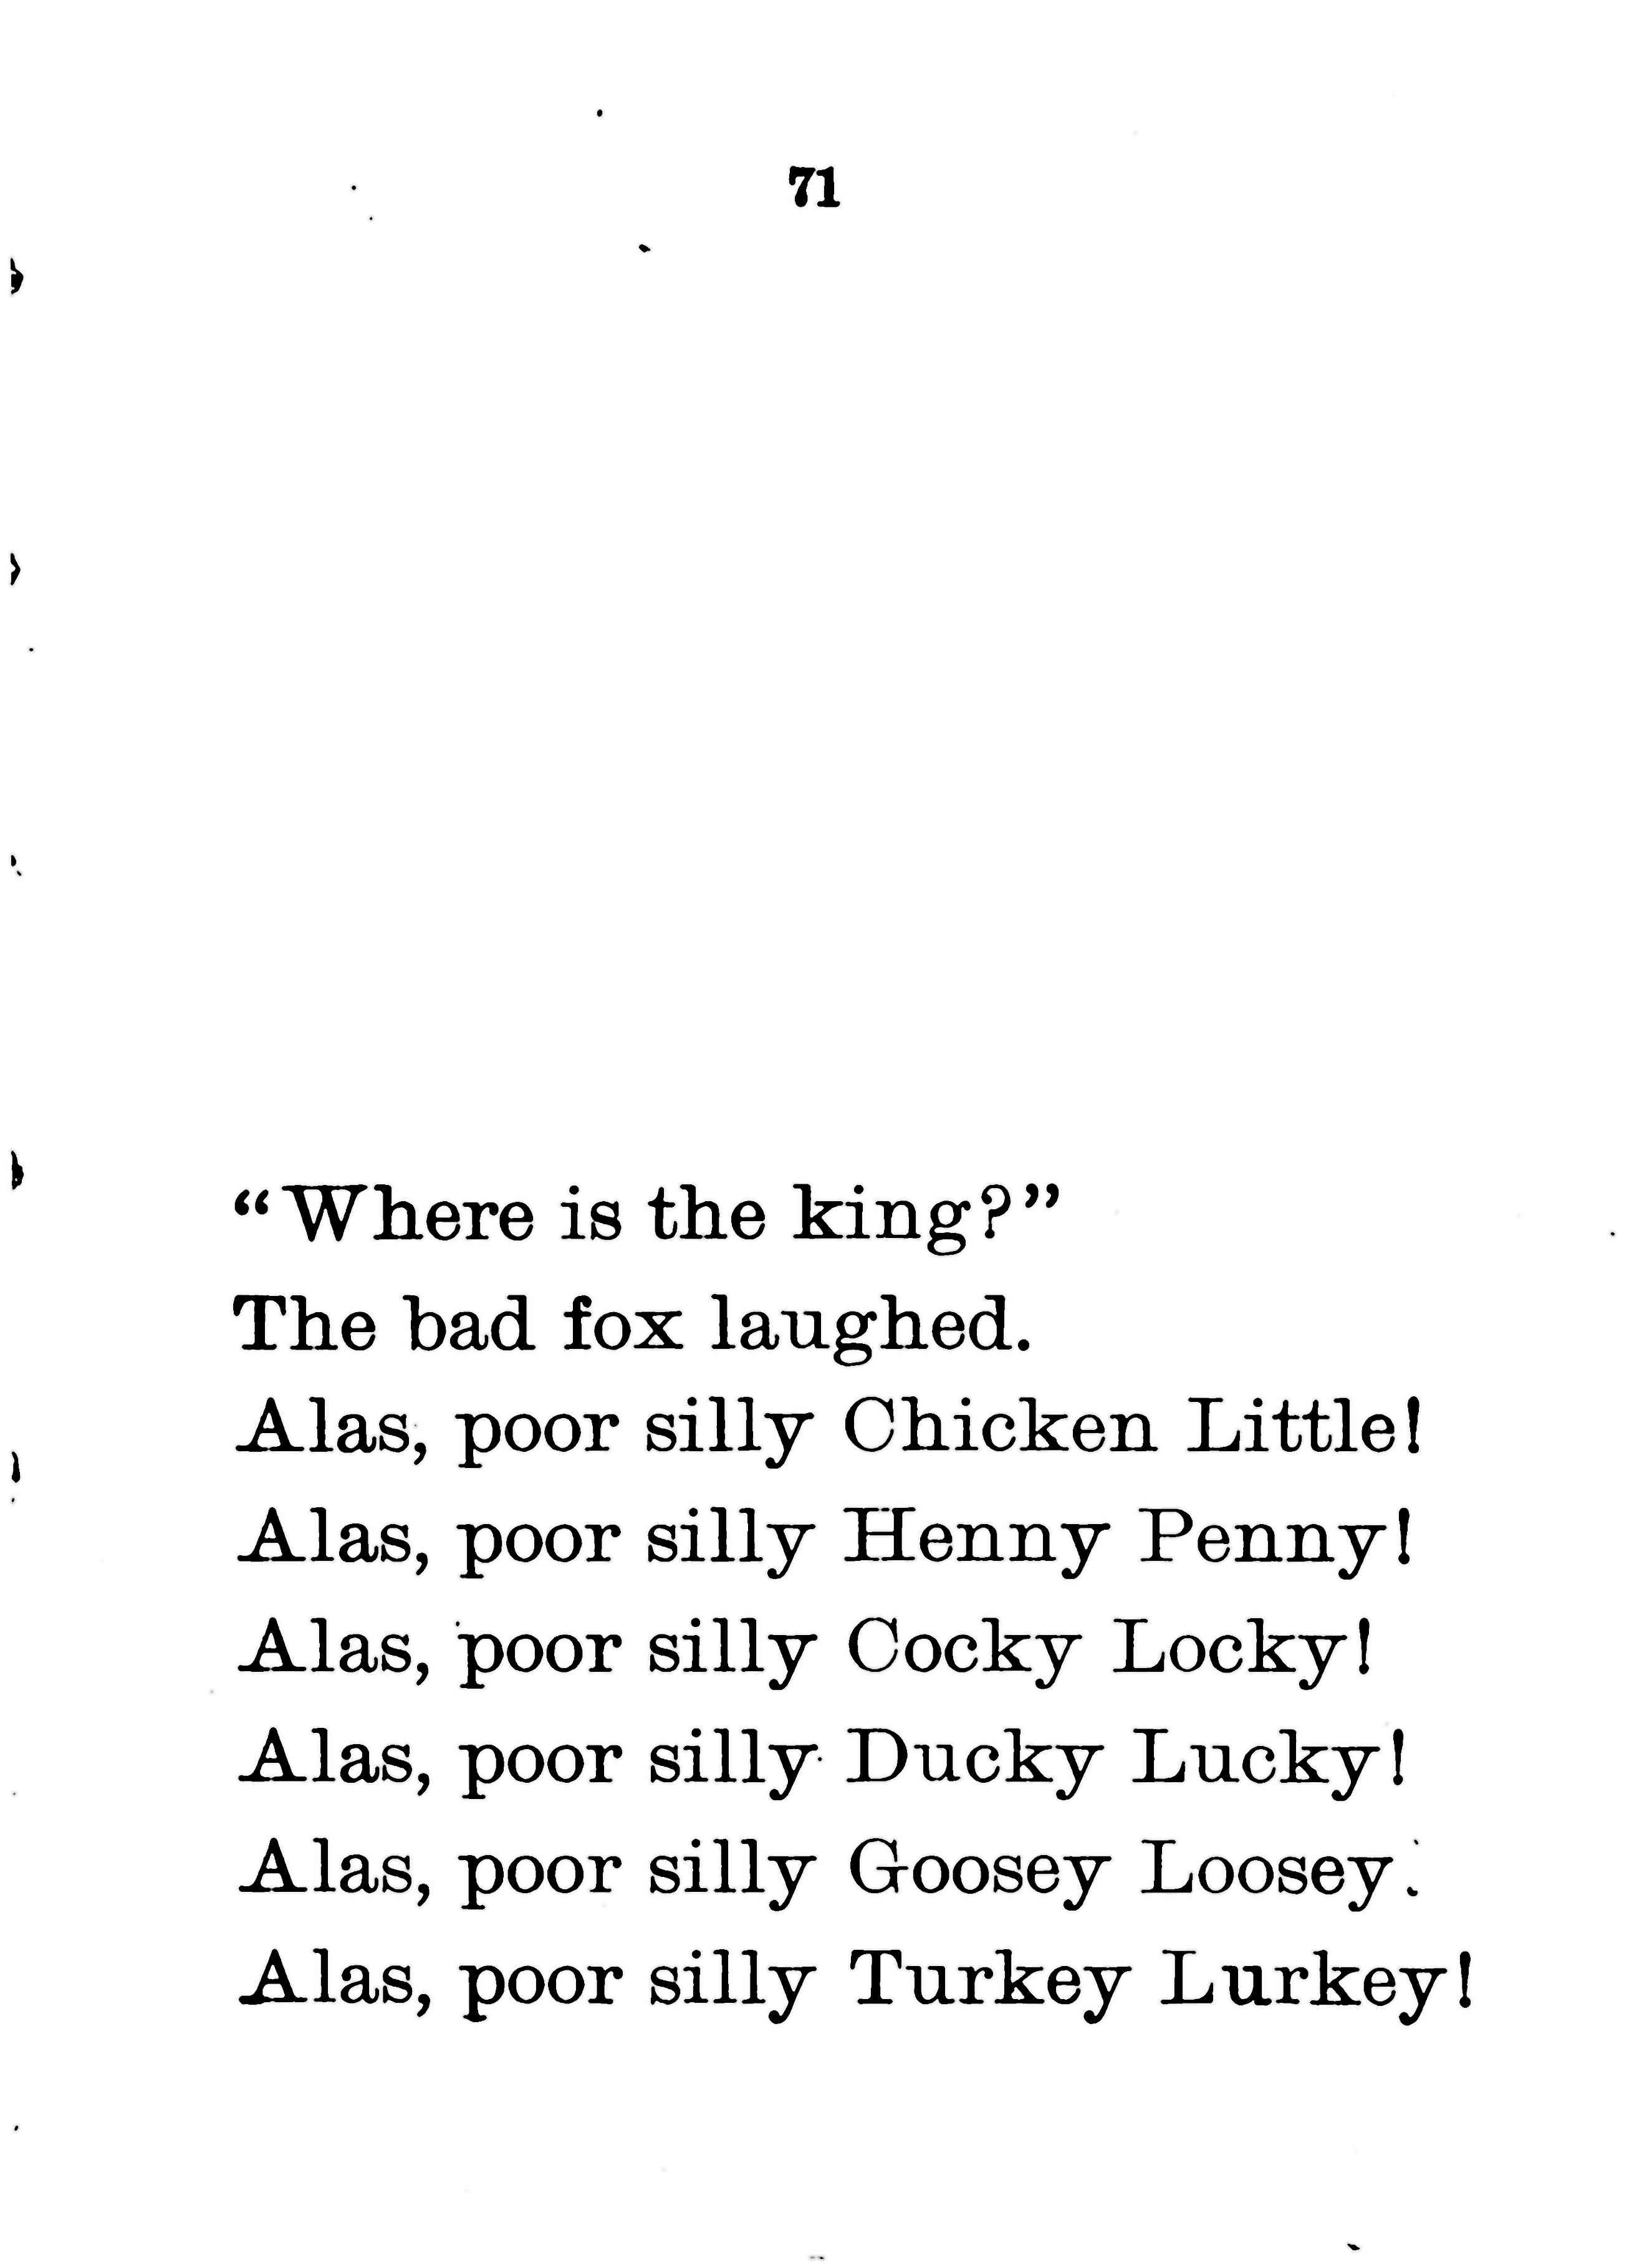 71
“Where is the king?”
The bad fox laughed.
Alas, poor silly Chicken Little!
Alas, poor silly Henny Penny!
Alas, poor silly Cocky Locky!
Alas, poor silly Ducky Lucky!
Alas, poor silly Goosey Loosey!
Alas, poor silly Turkey Lurkey!